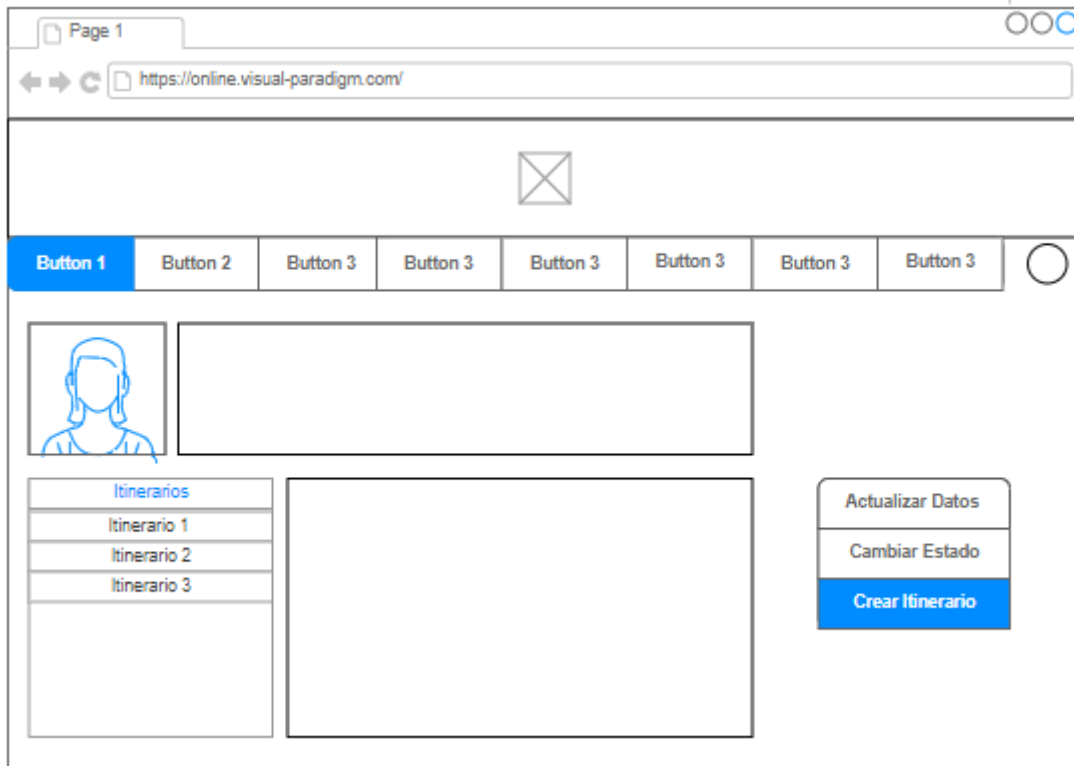 Page 1
https://online.visual-paradigm.com/
Button 1 Button 2 Button 3 Button 3 Button 3 Button 3 Button 3 Button 3
Itinerarios
Itinerario 1
Itinerario 2
Itinerario 3
Actualizar Datos
Cambiar Estado
Crear Itinerario